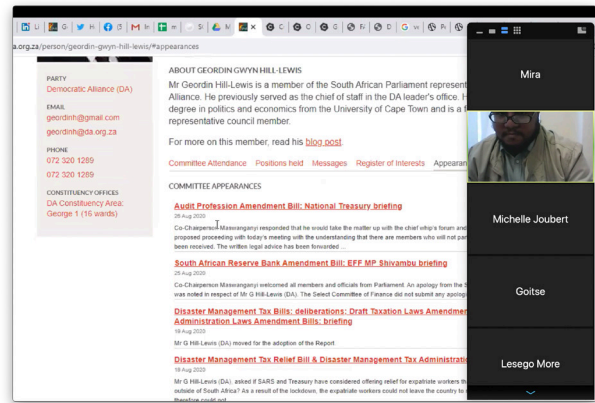 a.org.za/person/geordin-gwyn-hill-lewis/#appearances
PARTY
Democratic Alliance (DA)
EMAIL
geordinh@gmail.com
geordinh@da.org.za
PHONE
072 320 1289
072 320 1289
CONSTITUENCY OFFICES
DA Constituency Area:
George 1 (16 wards)
ABOUT GEORDIN GWYN HILL-LEWIS
Mr Geordin Hill-Lewis is a member of the South African Parliament represent
Alliance. He previously served as the chief of staff in the DA leader's office. H
degree in politics and economics from the University of Cape Town and is a f
representative council member.
For more on this member, read his blog post.
Committee Attendance Positions held Messages Register of Interests Appearan
COMMITTEE APPEARANCES
Audit Profession Amendment Bill: National Treasury briefing
26 Aug 2020
Co-Chairperson Maswanganyi responded that he would take the matter up with the chief whip's forum and
proposed proceeding with today's meeting with the understanding that there are members who will not par
been received. The written legal advice has been forwarded ...
South African Reserve Bank Amendment Bill: EFF MP Shivambu briefing
25 Aug 2020
Co-Chairperson Maswanganyi welcomed all members and officials from Parliament. An apology from the S
was noted in respect of Mr G Hill-Lewis (DA). The Select Committee of Finance did not submit any apologi
Disaster Management Tax Bills: deliberations; Draft Taxation Laws Amendmen
Administration Laws Amendment Bills: briefing
19 Aug 2020
Mr G Hill-Lewis (DA) moved for the adoption of the Report
Disaster Management Tax Relief Bill & Disaster Management Tax Administrati
19 Aug 2020
Mr G Hill-Lewis (DA), asked if SARS and Treasury have considered offering relief for expatriate workers th
outside of South Africa? As a result of the lockdown, the expatriate workers could not leave the country to
therefore could not
Mira
Michelle Joubert
Goitse
Lesego More